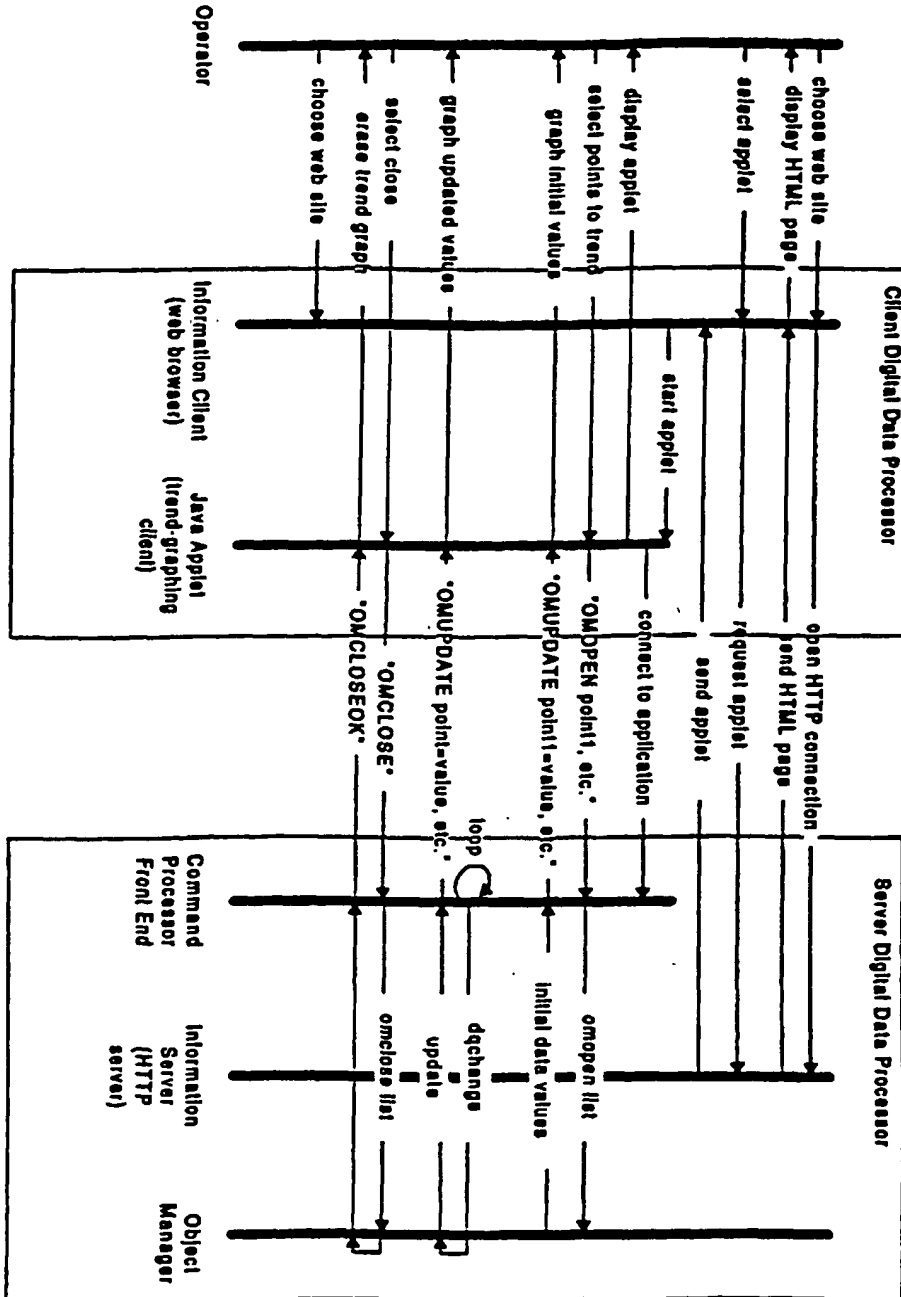 Client Digital Data Processor
Server Digital Data Processor
choose web site
open HTTP connection
display HTML page
send HTML page
select applet
request applet
send applet
start applet
connect to application
display applet
select points to trend
"OMOPEN point1, etc."
omopen list
graph initial values
"OMUPDATE point1=value, etc."
initial data values
loop
dqchange
graph updated values
"OMUPDATE point=value, etc."
update
select close
"OMCLOSE"
omclose list
erase trend graph
"OMCLOSEOK"
choose web site
Operator
Information Client
(web browser)
Java Applet
(trend-graphing
client)
Command
Processor
Front End
Information
Server
(HTTP
server)
Object
Manager